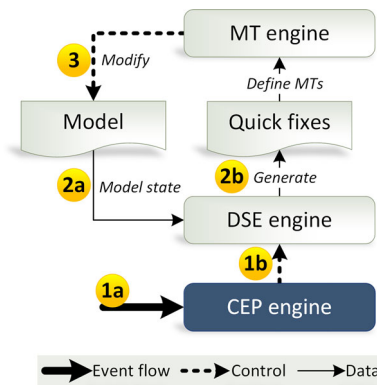 MT engine
3
Modify
Define MTs
Model
Quick fixes
2a
Model state
2b
Generate
DSE engine
1b
1a
CEP engine
Event flow Control Data